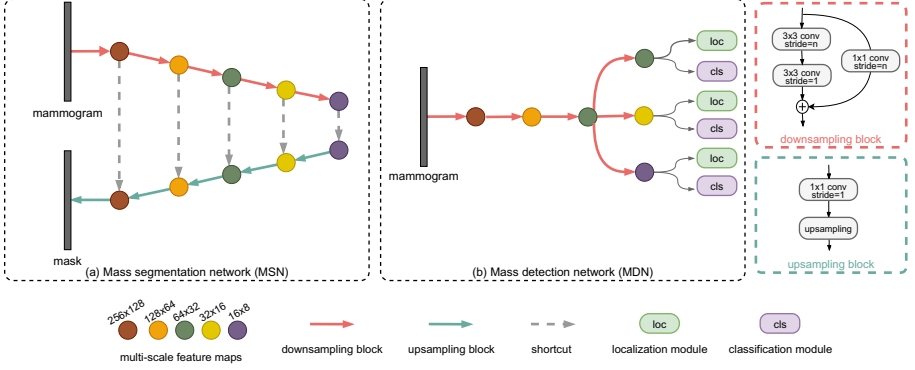 mammogram
mask
(a) Mass segmentation network (MSN)
mammogram
loc
cls
loc
cls
loc
cls
(b) Mass detection network (MDN)
3x3 conv
stride=n
3x3 conv
stride=1
1x1 conv
stride=n
downsampling block
1x1 conv
stride=1
upsampling
upsampling block
256x128
128x64
64x32
32x16
16x8
multi-scale feature maps
downsampling block
upsampling block
shortcut
loc
localization module
cls
classification module